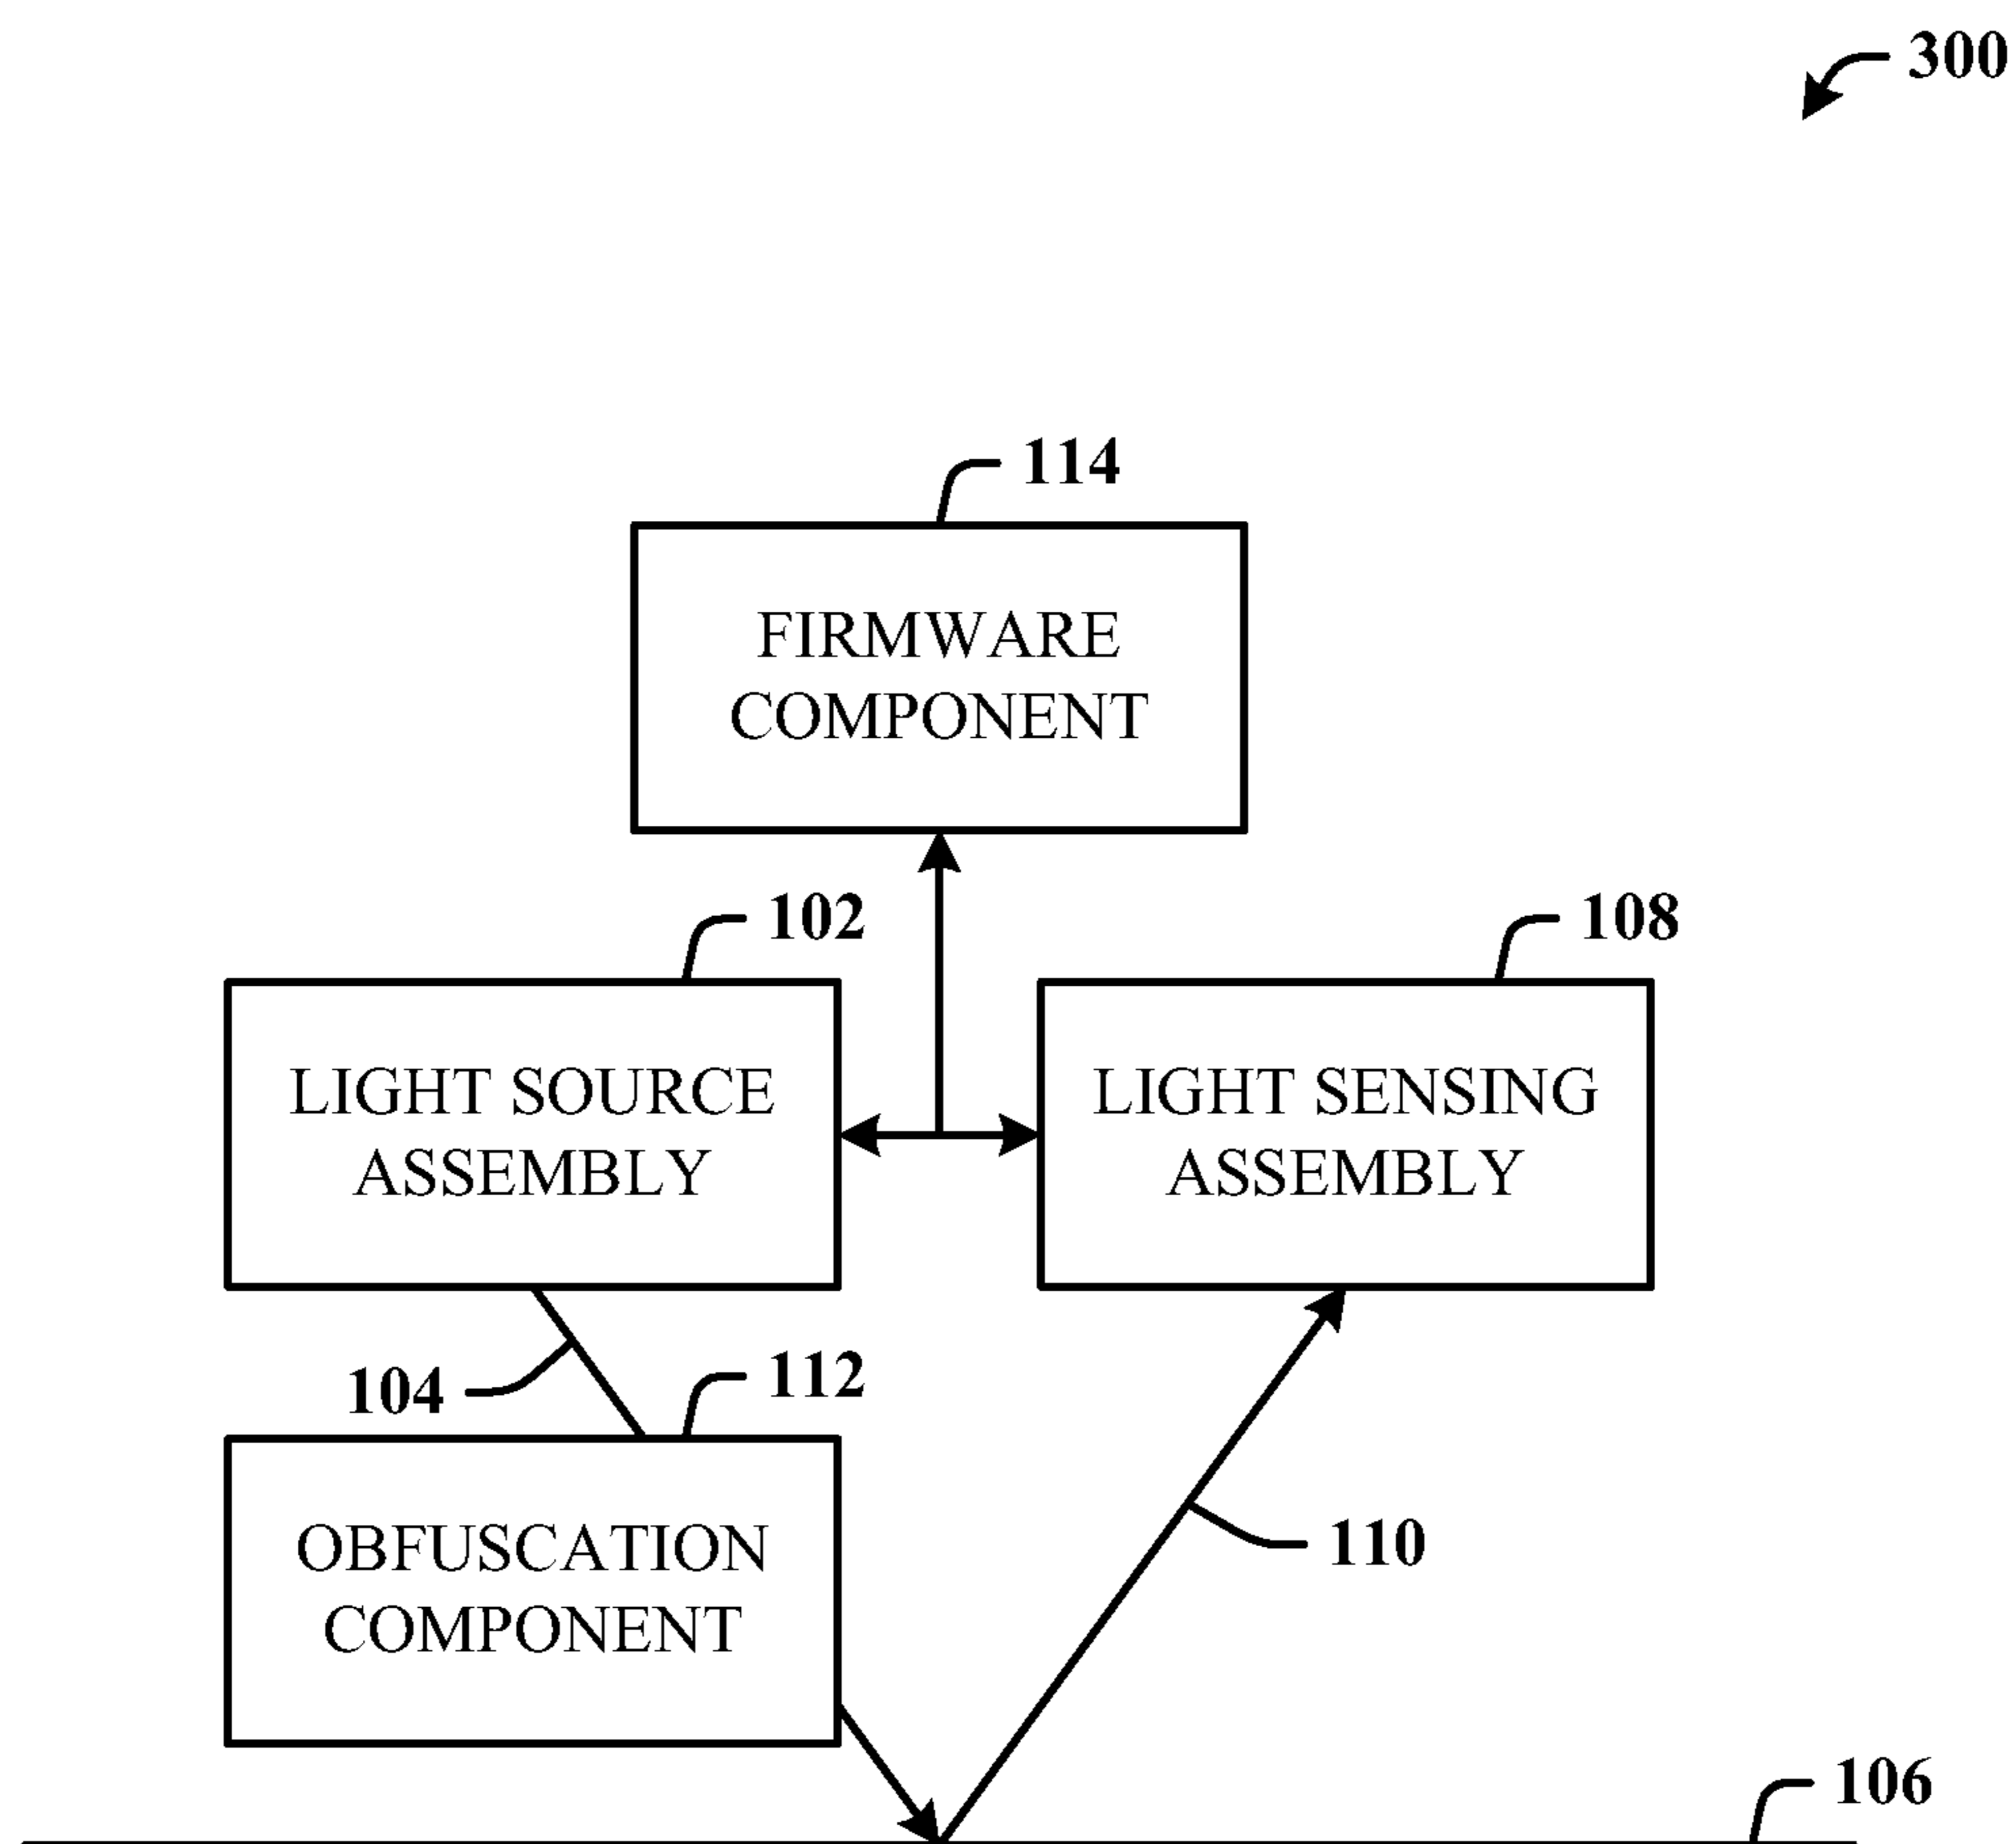 300
114
FIRMWARE
COMPONENT
102
108
LIGHT SOURCE
ASSEMBLY
LIGHT SENSING
ASSEMBLY
104
112
OBFUSCATION
COMPONENT
110
106